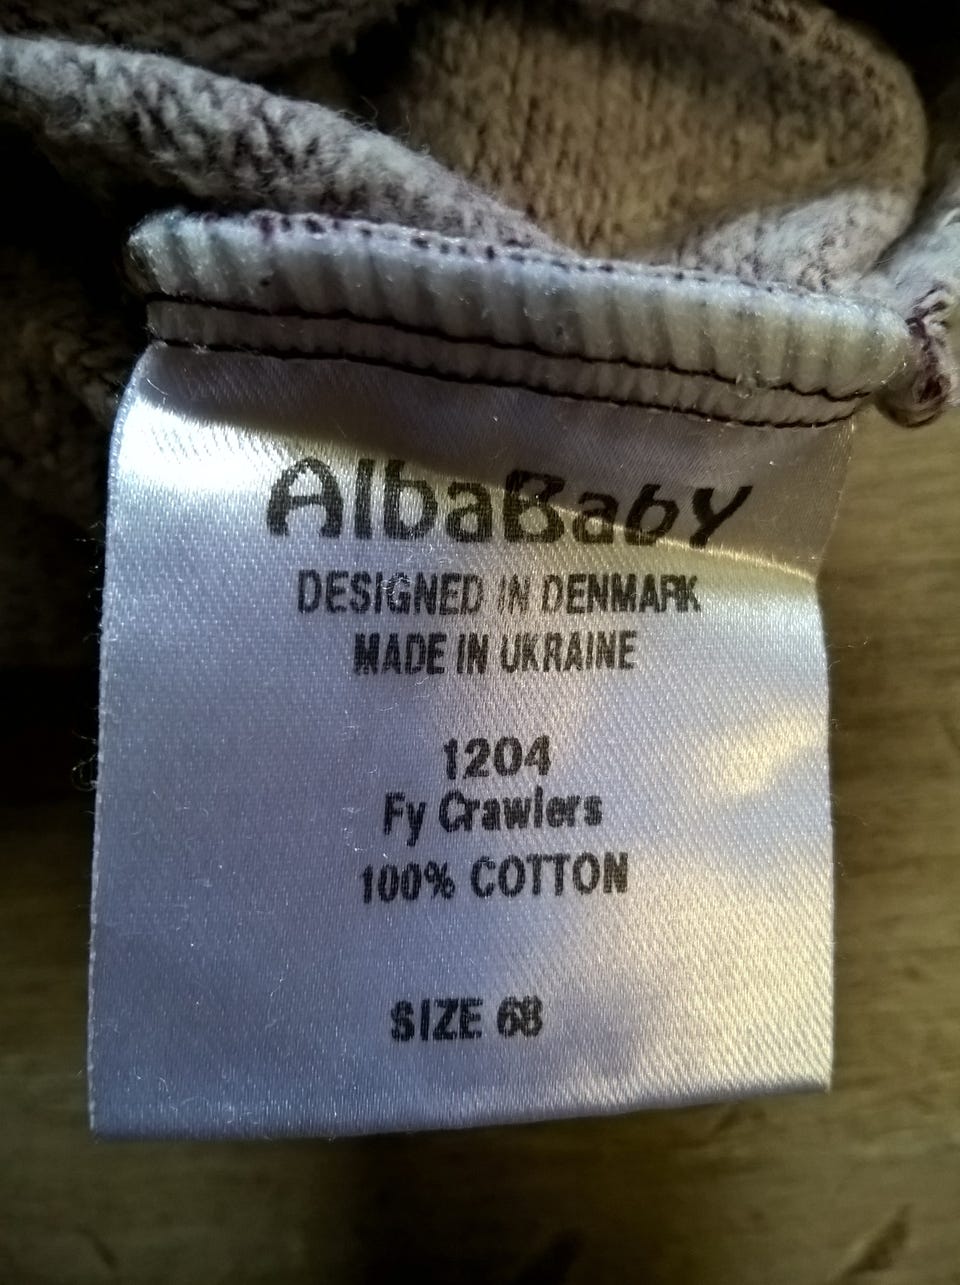 AlbaBaby
DESIGNED IN DENMARK
MADE IN UKRAINE
1204
Fy Crawlers
100% COTTON
SIZE 68